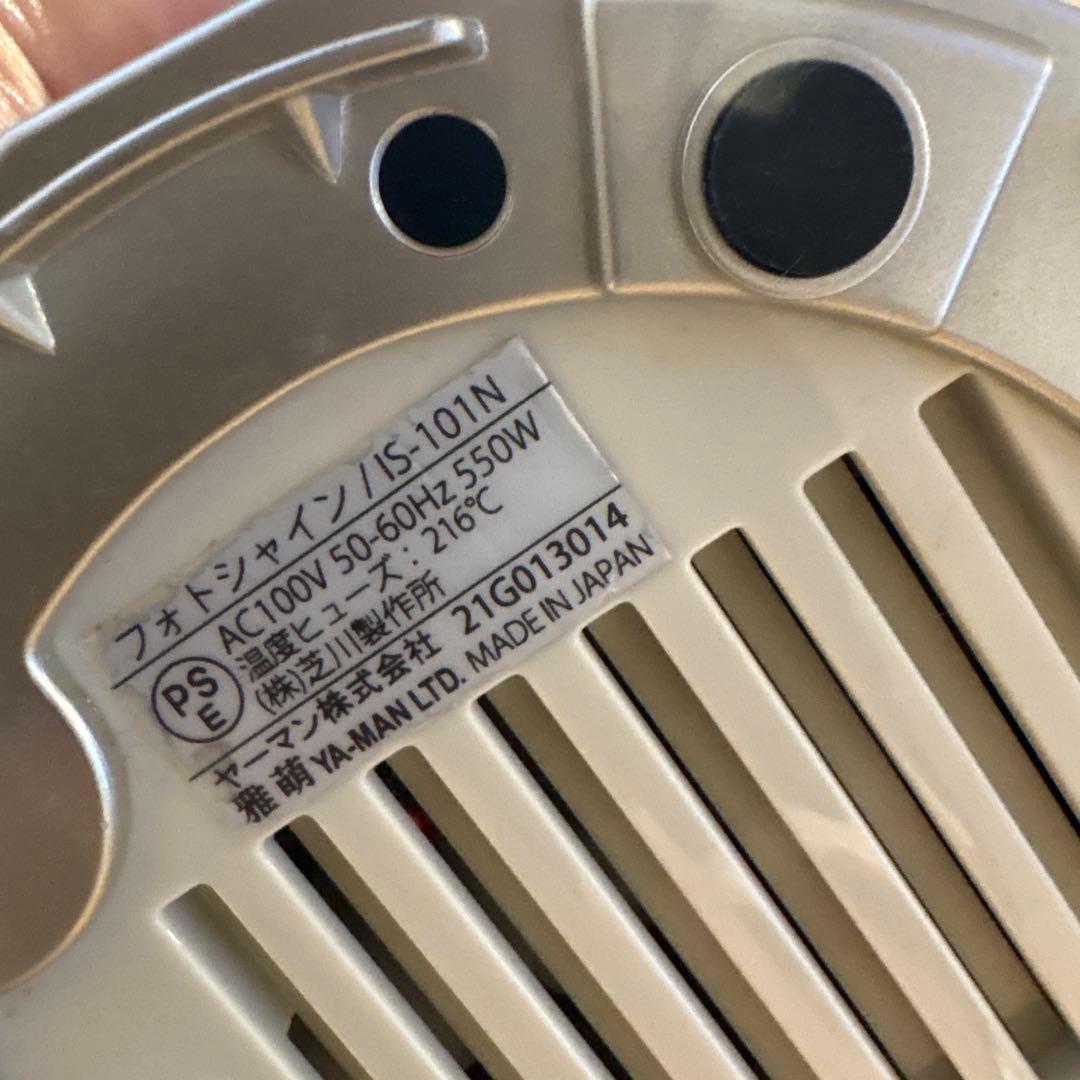 フォトシャイン / IS-101N
AC100V 50-60Hz 550W
温度ヒューズ : 216℃
(株)芝川製作所
PSE
ヤーマン株式会社 21G013014
雅萌 YA-MAN LTD. MADE IN JAPAN